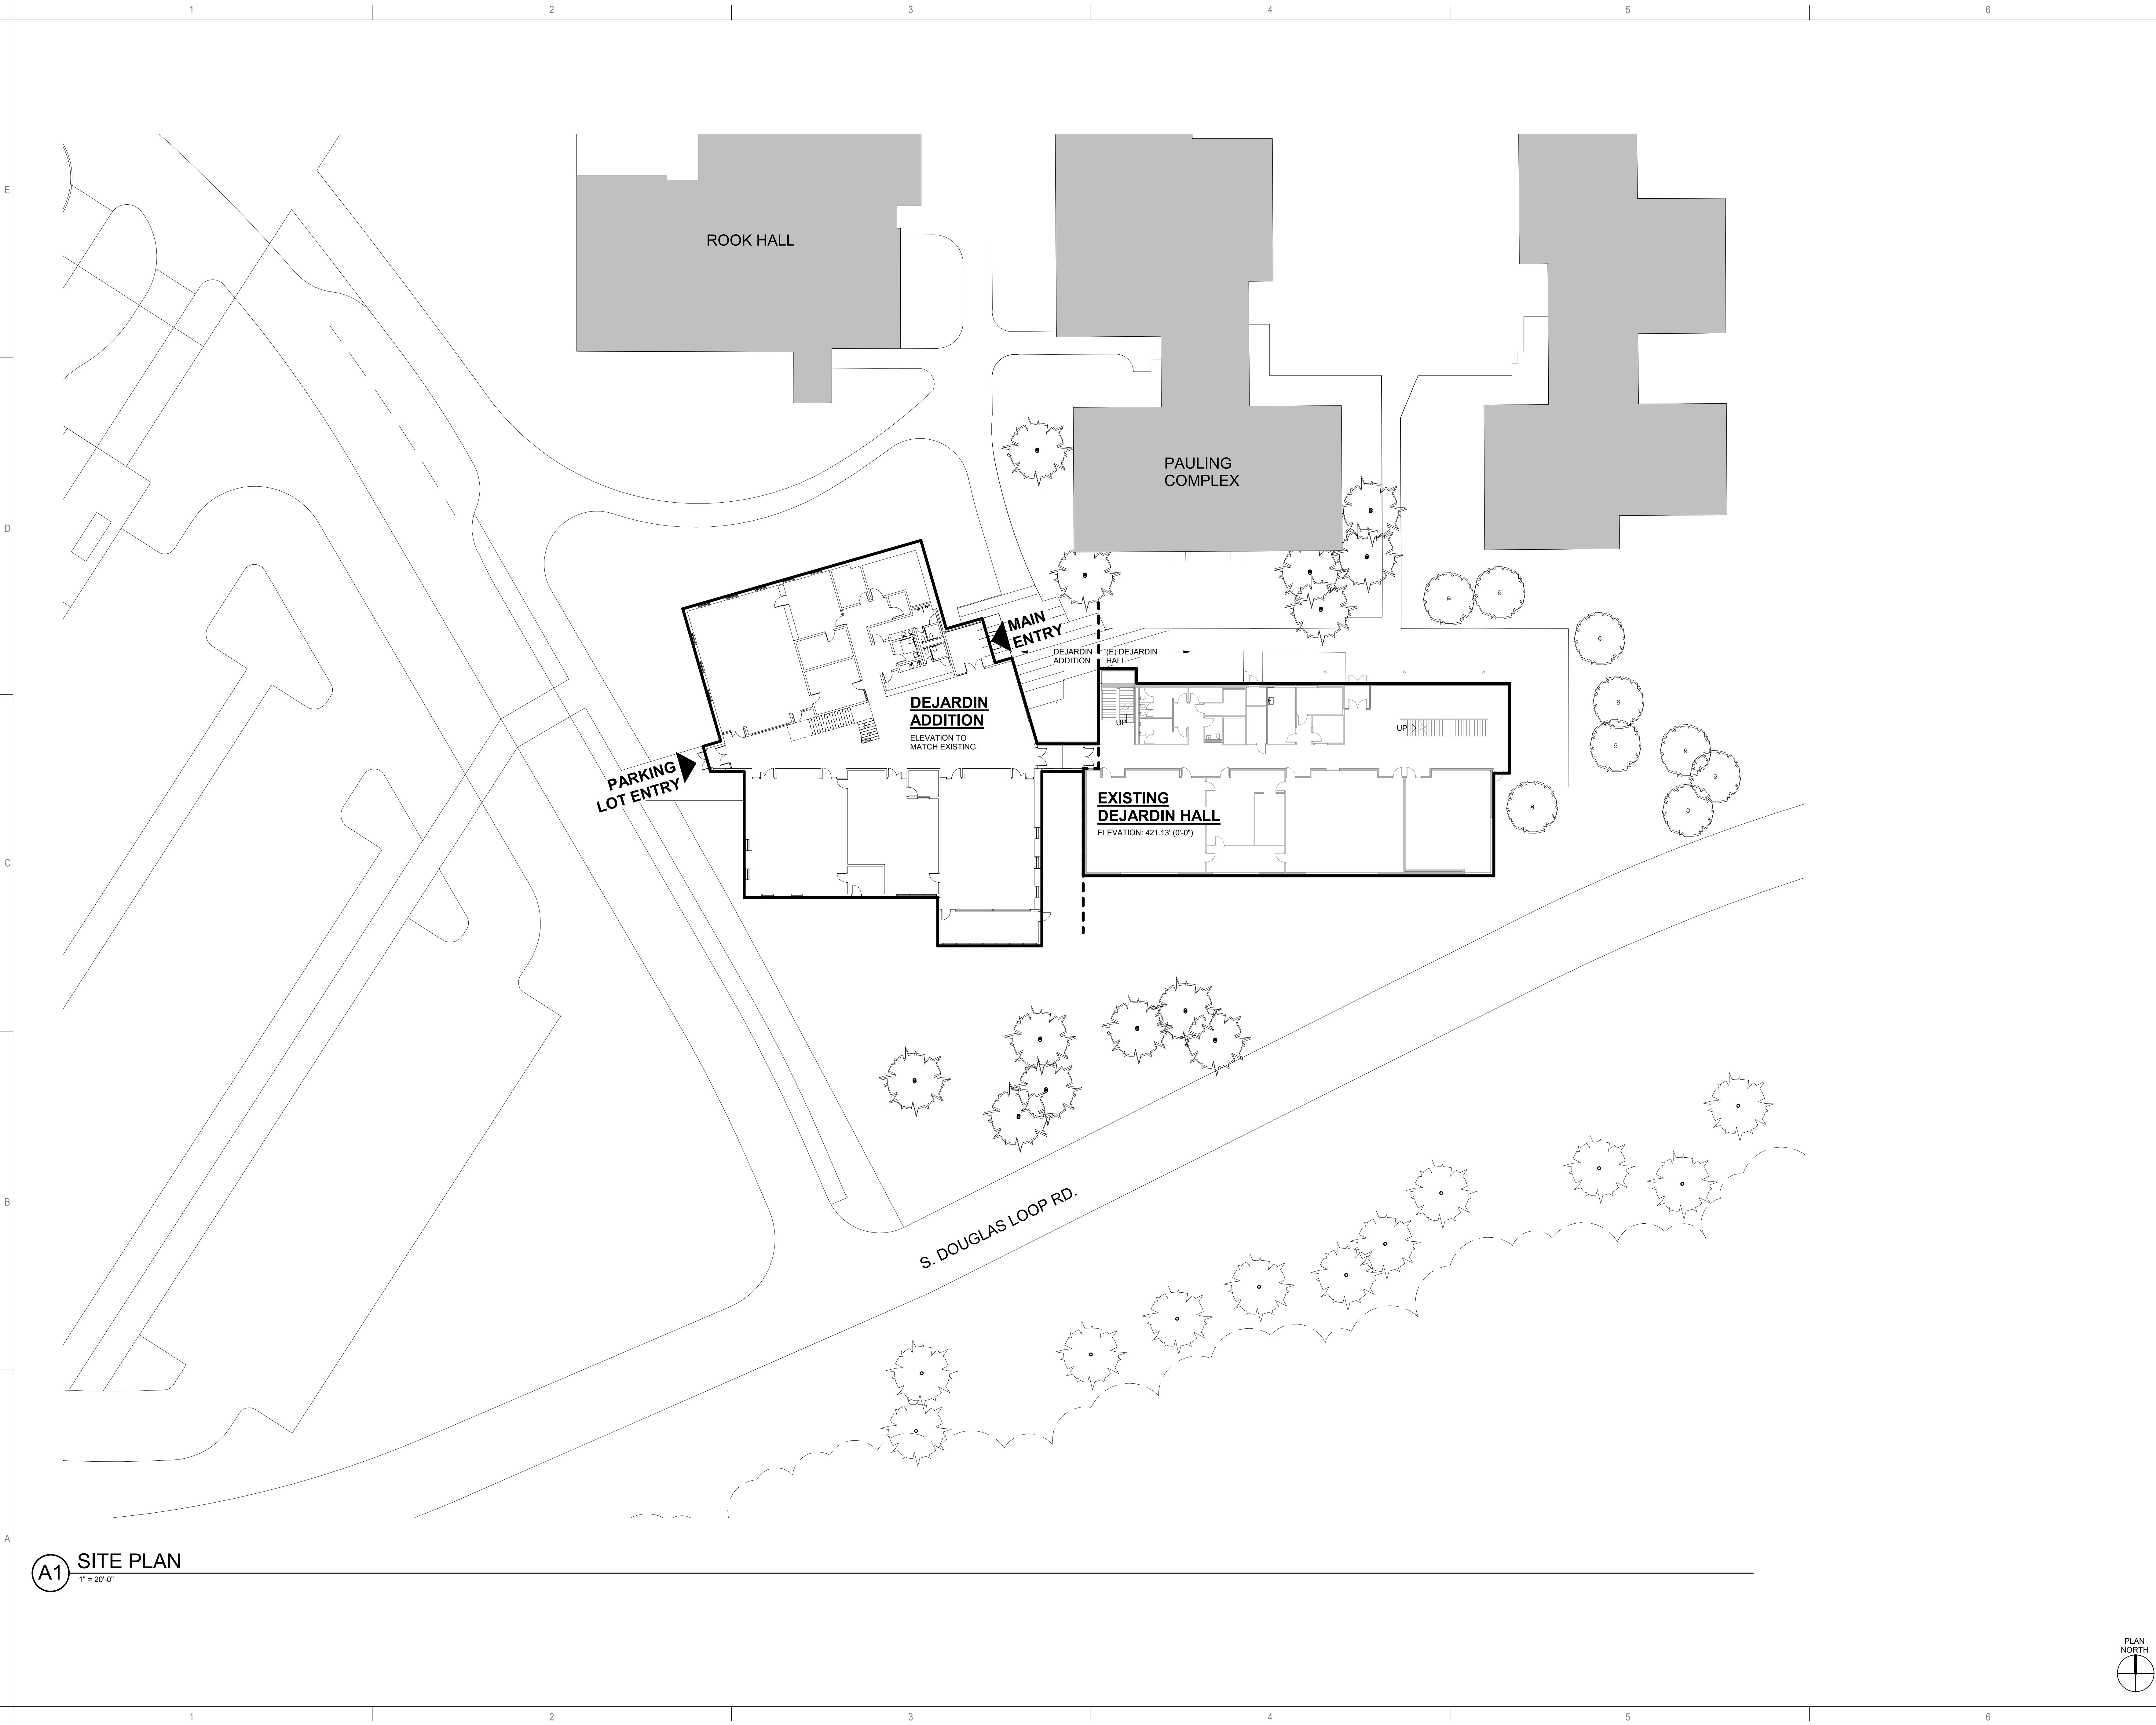 1 2 3 4 5 6
E
ROOK HALL
PAULING
COMPLEX
D
MAIN
ENTRY
DEJARDIN
ADDITION
(E) DEJARDIN
HALL
DEJARDIN
ADDITION
ELEVATION TO
MATCH EXISTING
UP
UP
UP
PARKING
LOT ENTRY
EXISTING
DEJARDIN HALL
ELEVATION: 421.13' (0'-0")
C
B
S. DOUGLAS LOOP RD.
A
A1
SITE PLAN
1" = 20'-0"
PLAN
NORTH
1 2 3 4 5 6